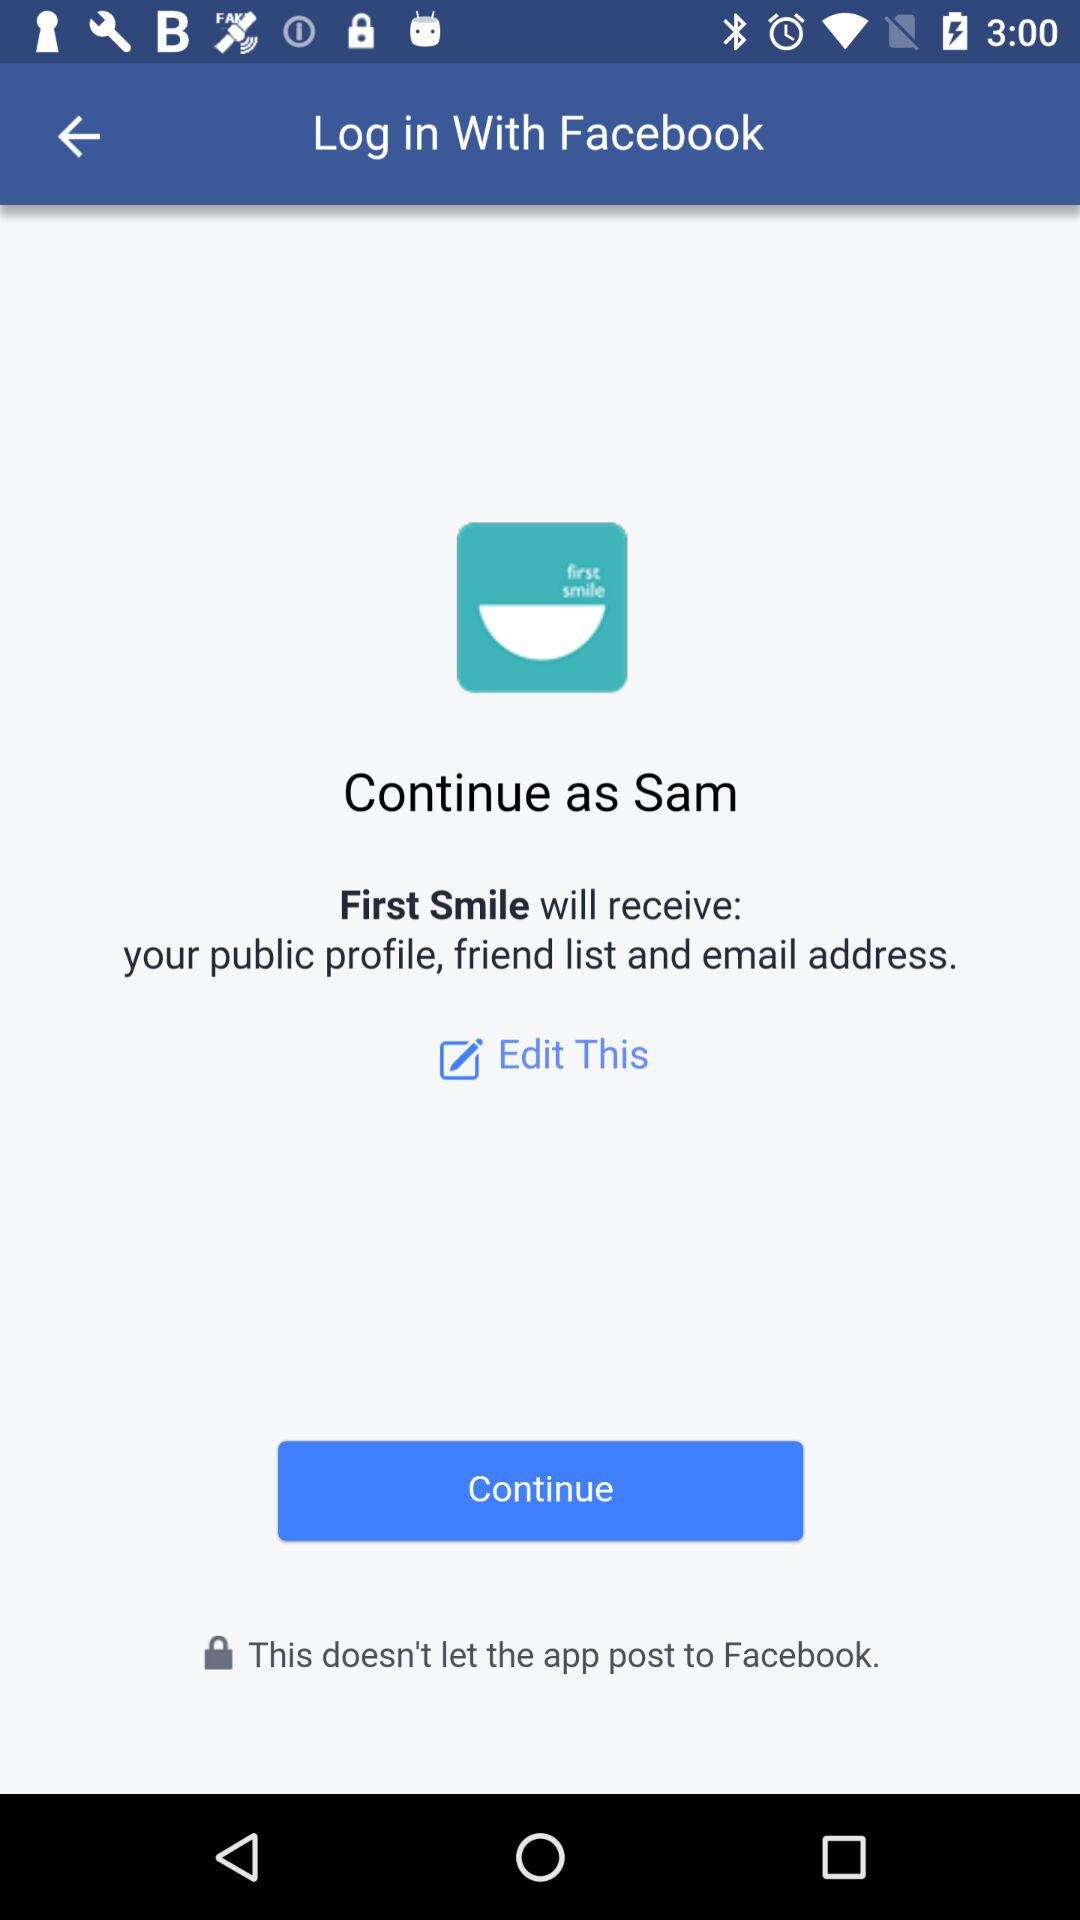 B FAKE 3:00
Log in With Facebook
first
smile
Continue as Sam
First Smile will receive:
your public profile, friend list and email address.
Edit This
Continue
This doesn't let the app post to Facebook.